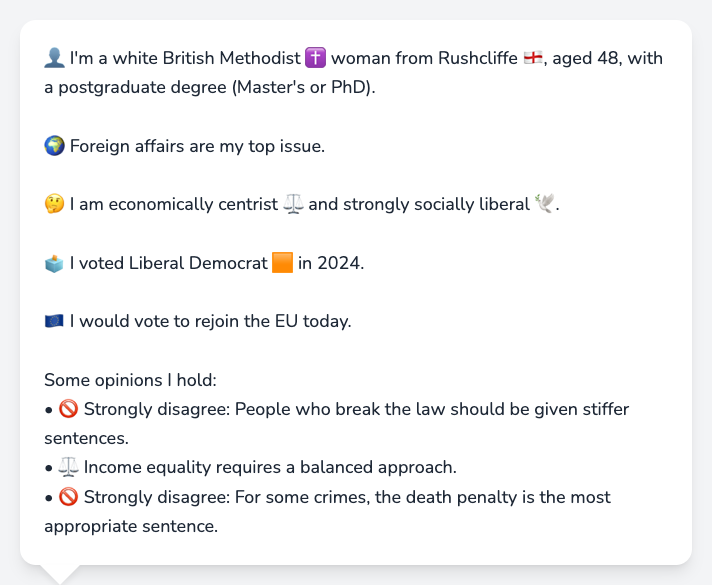 👤 I'm a white British Methodist ✝️ woman from Rushcliffe 🏴󠁧󠁢󠁥󠁮󠁧󠁿, aged 48, with
a postgraduate degree (Master's or PhD).
🌍 Foreign affairs are my top issue.
🤔 I am economically centrist ⚖️ and strongly socially liberal 🕊️.
🗳️ I voted Liberal Democrat 🟧 in 2024.
🇪🇺 I would vote to rejoin the EU today.
Some opinions I hold:
• 🚫 Strongly disagree: People who break the law should be given stiffer
sentences.
• ⚖️ Income equality requires a balanced approach.
• 🚫 Strongly disagree: For some crimes, the death penalty is the most
appropriate sentence.